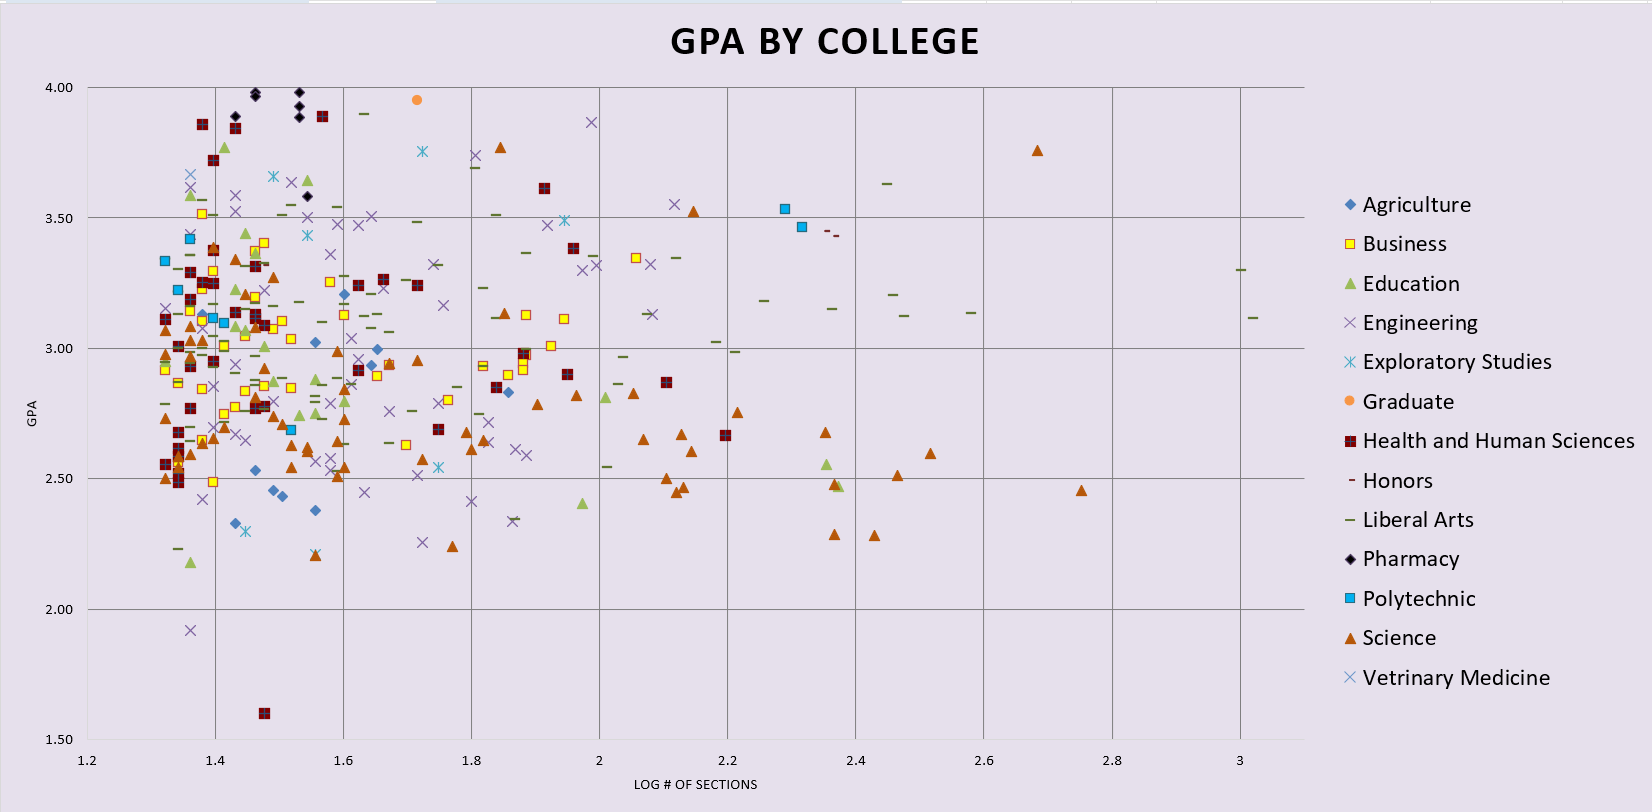 GPA BY COLLEGE
4.00
3.50
3.00
2.50
2.00
1.50
GPA
1.2 1.4 1.6 1.8 2 2.2 2.4 2.6 2.8 3
LOG # OF SECTIONS
Agriculture
Business
Education
Engineering
Exploratory Studies
Graduate
Health and Human Sciences
Honors
Liberal Arts
Pharmacy
Polytechnic
Science
Vetrinary Medicine